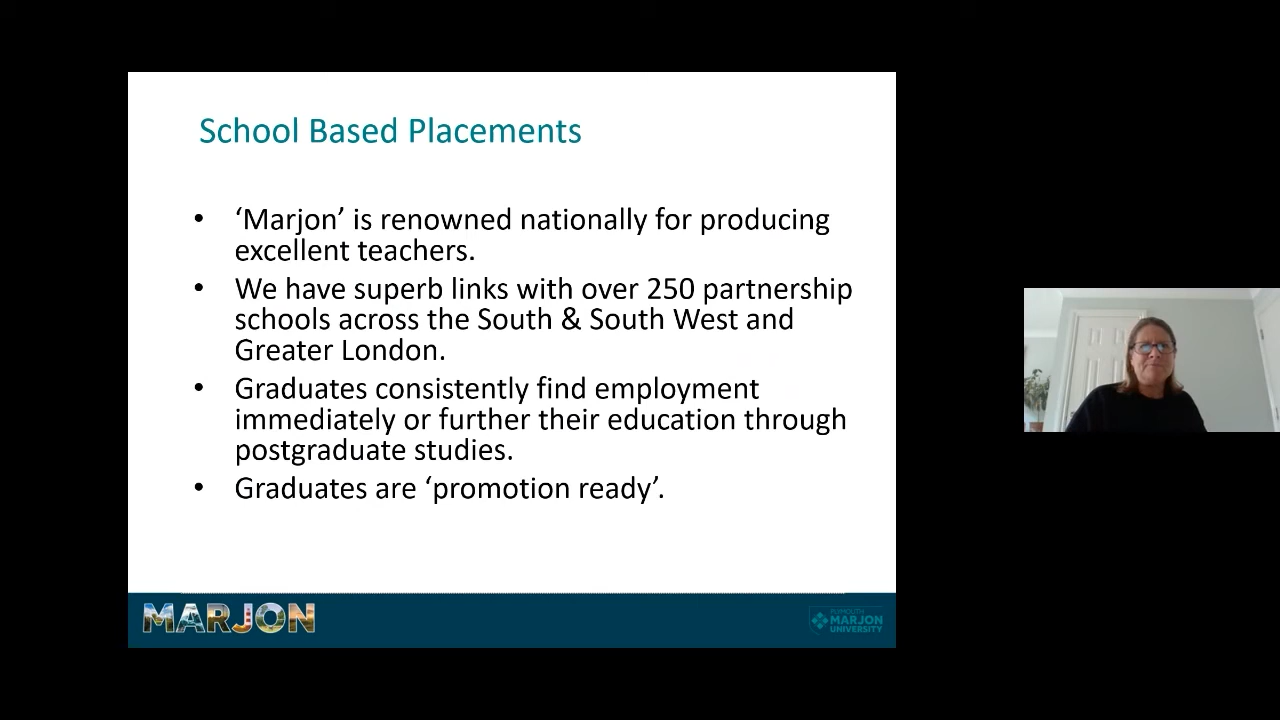 School Based Placements
• ‘Marjon’ is renowned nationally for producing
excellent teachers.
• We have superb links with over 250 partnership
schools across the South & South West and
Greater London.
• Graduates consistently find employment
immediately or further their education through
postgraduate studies.
• Graduates are ‘promotion ready’.
MARJON
PLYMOUTH
MARJON
UNIVERSITY